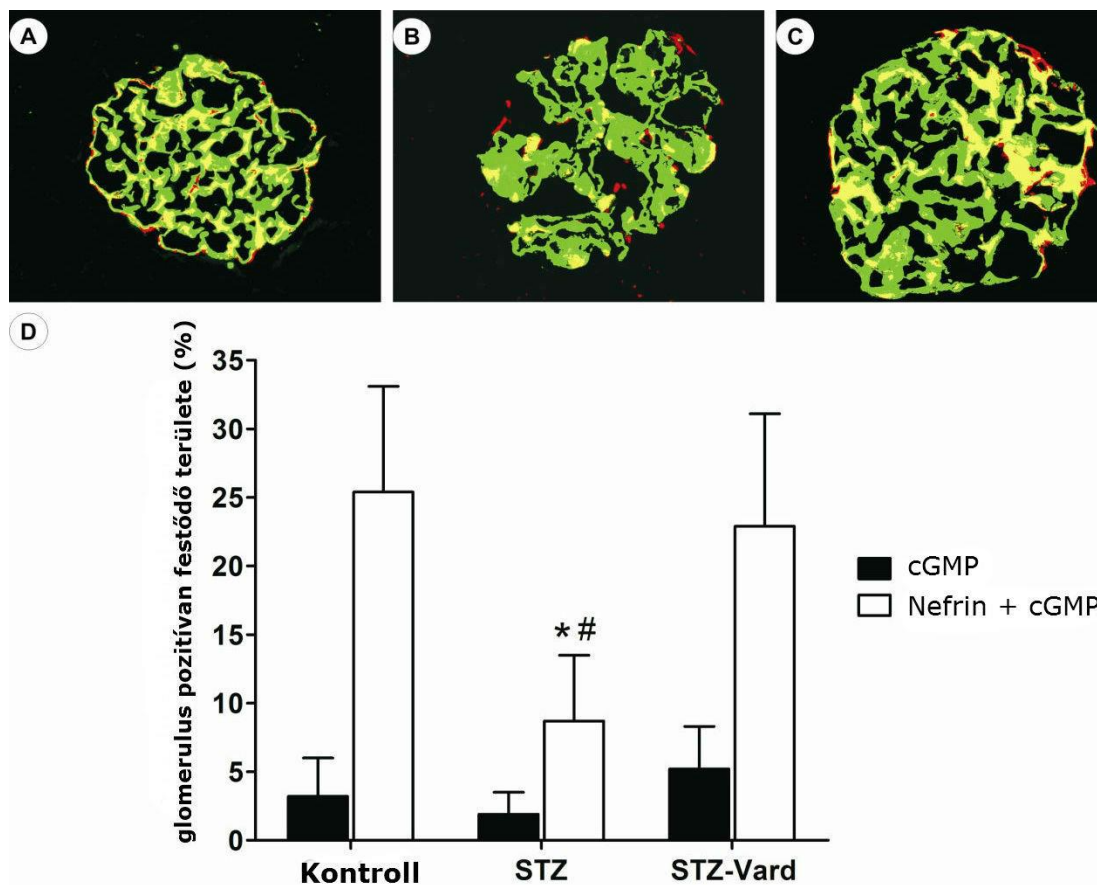 A
B
C
D
glomerulus pozitívan festődő területe (%)
35
30
25
20
15
10
5
0
*#
Kontroll
STZ
STZ-Vard
cGMP
Nefrin + cGMP